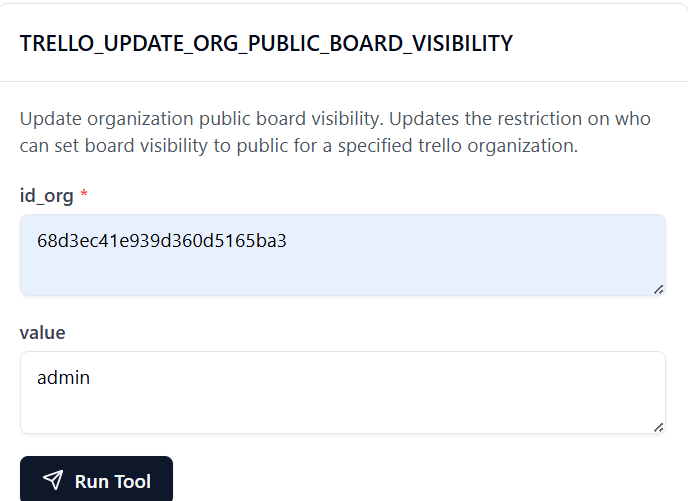 TRELLO_UPDATE_ORG_PUBLIC_BOARD_VISIBILITY
Update organization public board visibility. Updates the restriction on who
can set board visibility to public for a specified trello organization.
id_org *
68d3ec41e939d360d5165ba3
value
admin
Run Tool